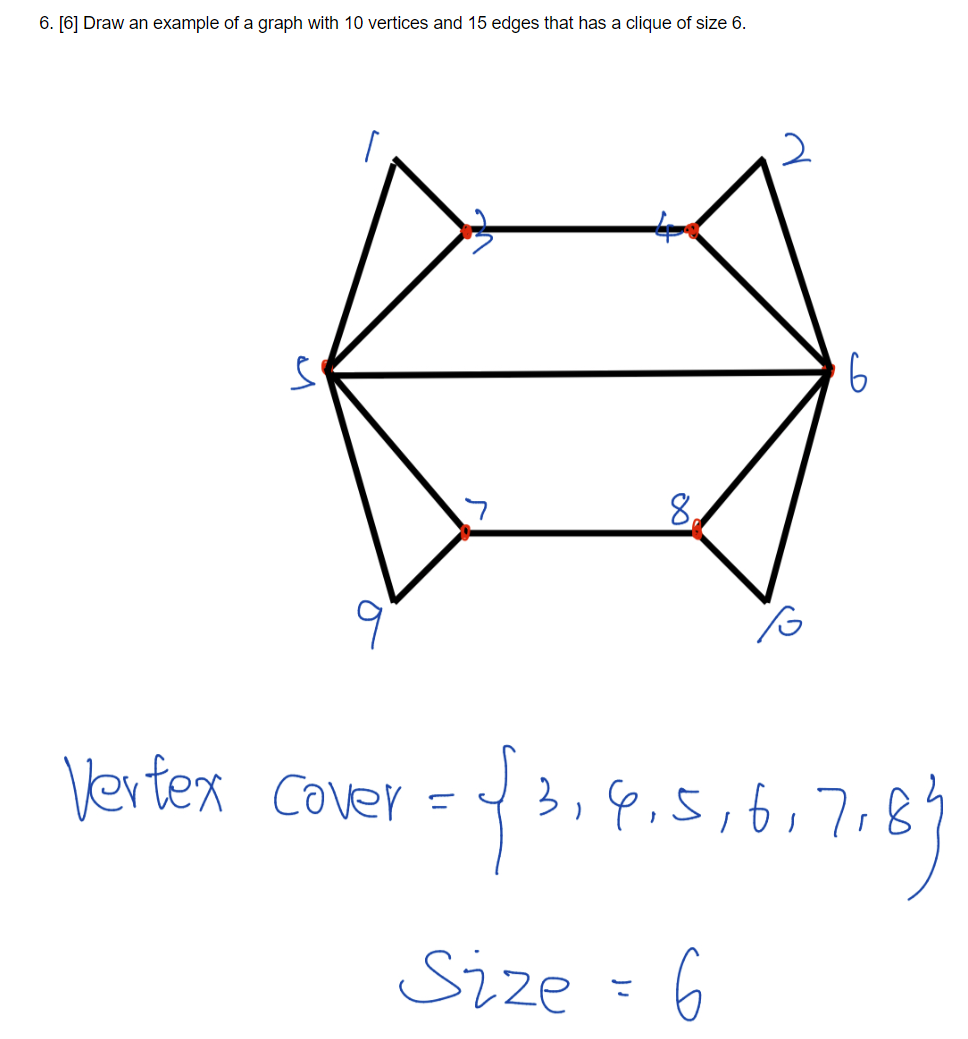 6. [6] Draw an example of a graph with 10 vertices and 15 edges that has a clique of size 6.
1 2
3 4
5 6
7 8
9 10
Vertex Cover = {3, 4, 5, 6, 7, 8}
Size = 6